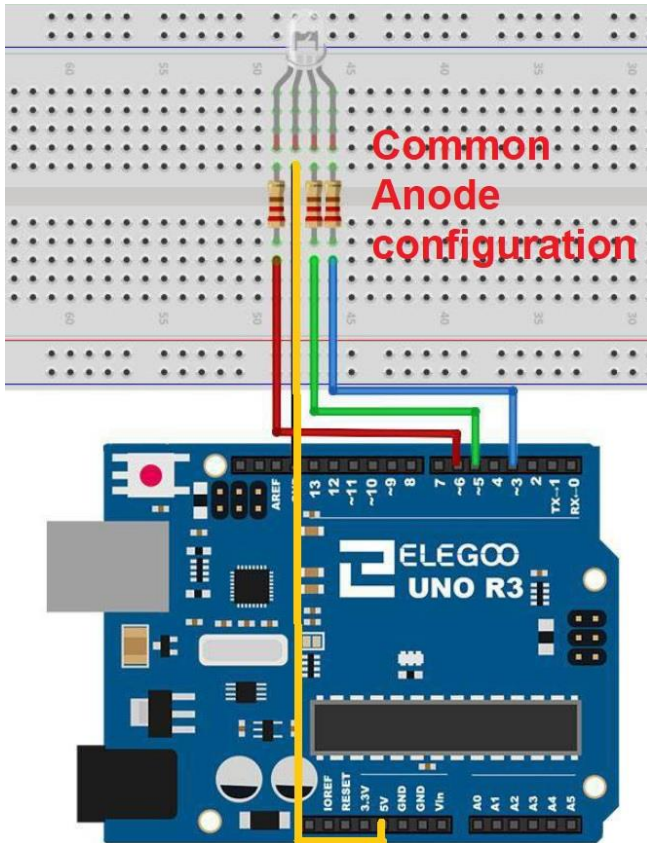 60 55 50 45 40 35 30
Common
Anode
configuration
60 55 50 45 40 35 30
AREF 13 12 ~11 ~10 ~9 8 7 ~6 ~5 4 ~3 2 TX→1 RX←0
ELEGOO
UNO R3
IOREF RESET 3.3V 5V GND GND Vin A0 A1 A2 A3 A4 A5